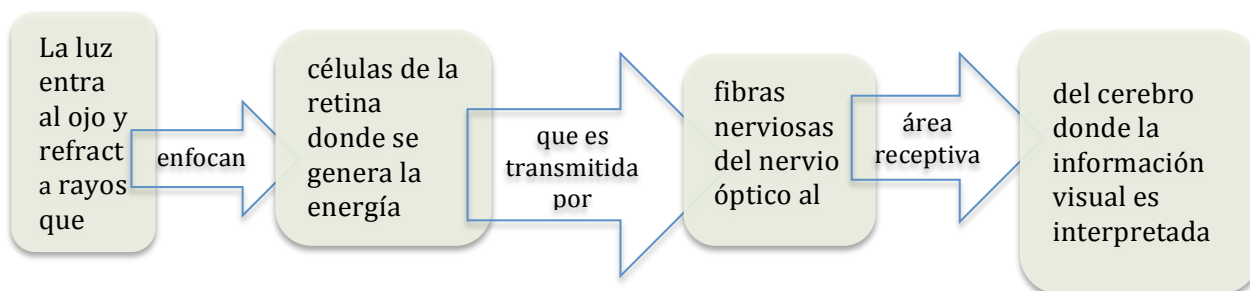 La luz
entra
al ojo y
refract
a rayos
que
enfocan
células de la
retina
donde se
genera la
energía
que es
transmitida
por
fibras
nerviosas
del nervio
óptico al
área
receptiva
del cerebro
donde la
información
visual es
interpretada